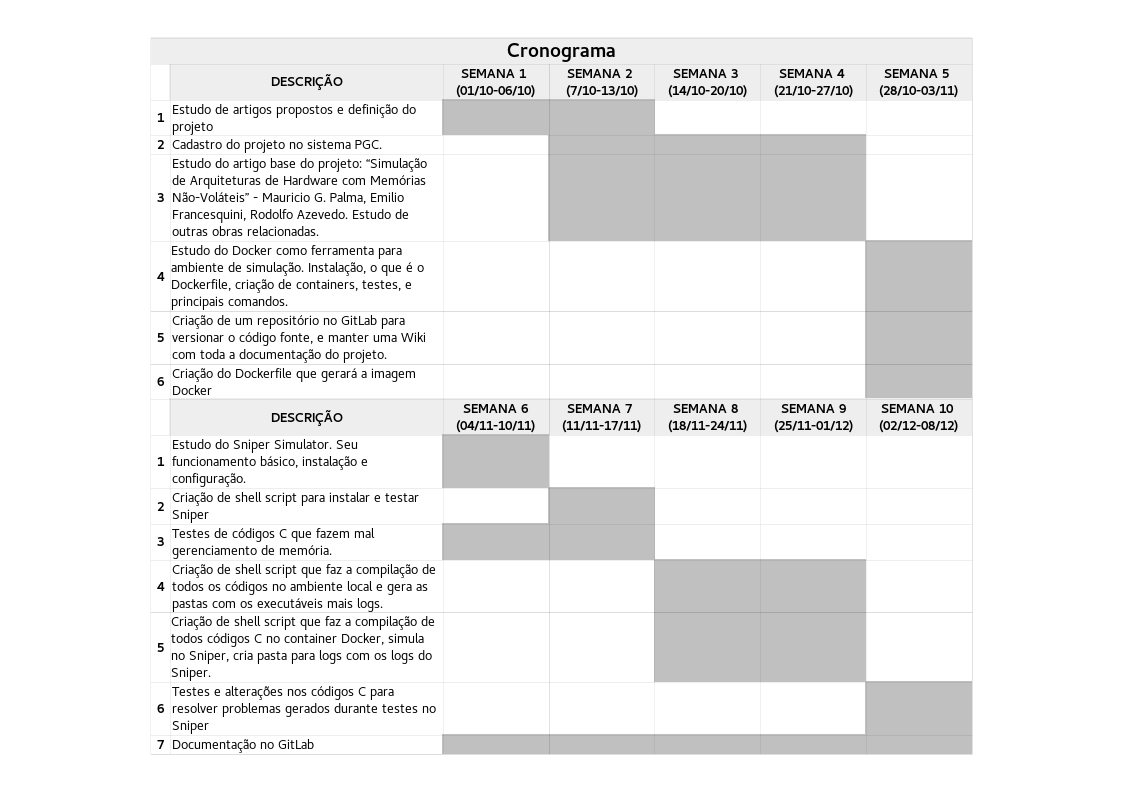 Cronograma
DESCRIÇÃO
SEMANA 1
(01/10-06/10)
SEMANA 2
(7/10-13/10)
SEMANA 3
(14/10-20/10)
SEMANA 4
(21/10-27/10)
SEMANA 5
(28/10-03/11)
1
Estudo de artigos propostos e definição do
projeto
2
Cadastro do projeto no sistema PGC.
3
Estudo do artigo base do projeto: “Simulação
de Arquiteturas de Hardware com Memórias
Não-Voláteis” - Mauricio G. Palma, Emilio
Francesquini, Rodolfo Azevedo. Estudo de
outras obras relacionadas.
4
Estudo do Docker como ferramenta para
ambiente de simulação. Instalação, o que é o
Dockerfile, criação de containers, testes, e
principais comandos.
5
Criação de um repositório no GitLab para
versionar o código fonte, e manter uma Wiki
com toda a documentação do projeto.
6
Criação do Dockerfile que gerará a imagem
Docker
DESCRIÇÃO
SEMANA 6
(04/11-10/11)
SEMANA 7
(11/11-17/11)
SEMANA 8
(18/11-24/11)
SEMANA 9
(25/11-01/12)
SEMANA 10
(02/12-08/12)
1
Estudo do Sniper Simulator. Seu
funcionamento básico, instalação e
configuração.
2
Criação de shell script para instalar e testar
Sniper
3
Testes de códigos C que fazem mal
gerenciamento de memória.
4
Criação de shell script que faz a compilação de
todos os códigos no ambiente local e gera as
pastas com os executáveis mais logs.
5
Criação de shell script que faz a compilação de
todos códigos C no container Docker, simula
no Sniper, cria pasta para logs com os logs do
Sniper.
6
Testes e alterações nos códigos C para
resolver problemas gerados durante testes no
Sniper
7
Documentação no GitLab